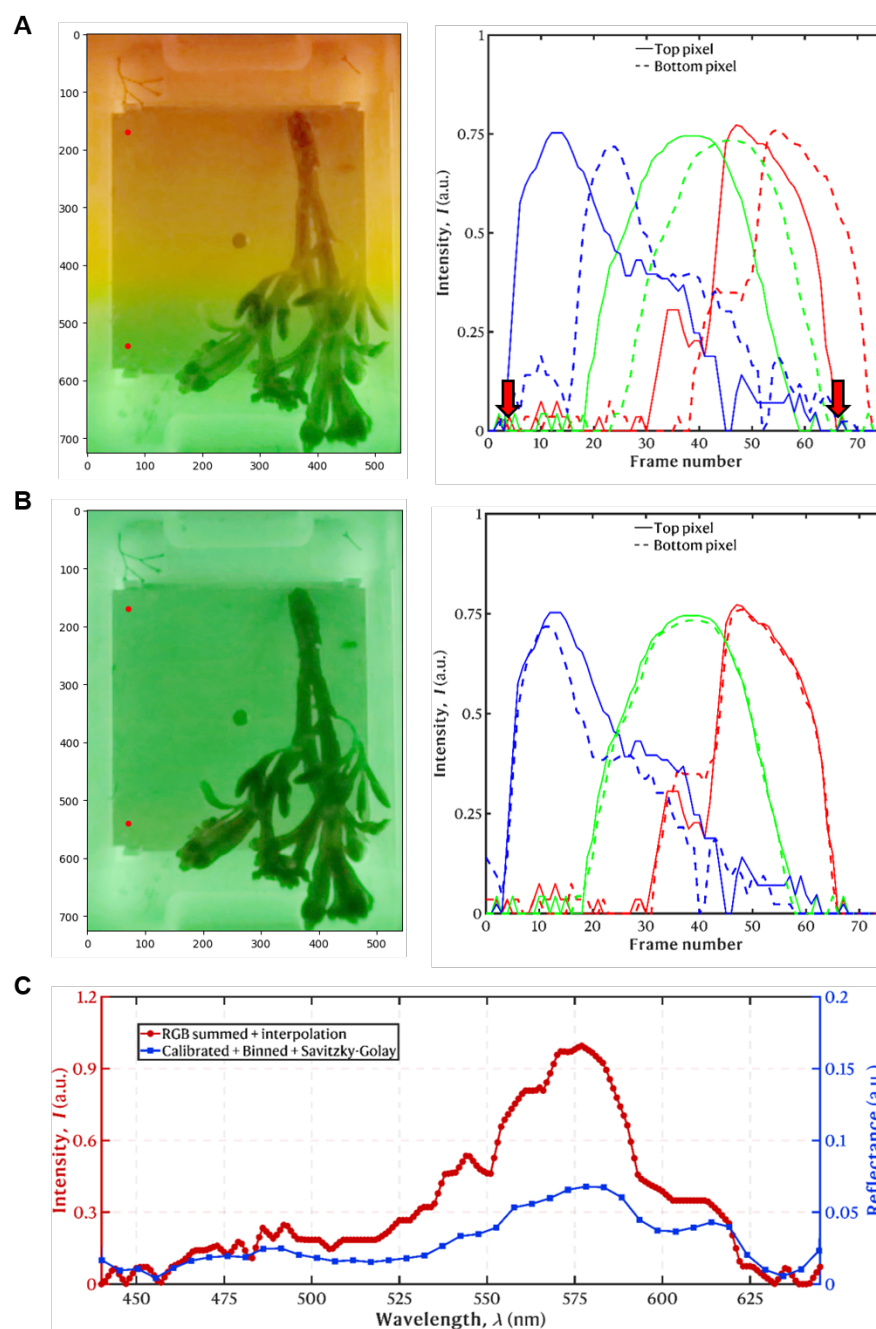 A
0
100
200
300
400
500
600
700
0 100 200 300 400 500
1
0.75
0.5
0.25
0
Intensity, I (a.u.)
Top pixel
Bottom pixel
0 10 20 30 40 50 60 70
Frame number
B
0
100
200
300
400
500
600
700
0 100 200 300 400 500
1
0.75
0.5
0.25
0
Intensity, I (a.u.)
Top pixel
Bottom pixel
0 10 20 30 40 50 60 70
Frame number
C
1.2
0.9
0.6
0.3
0
Intensity, I (a.u.)
RGB summed + interpolation
Calibrated + Binned + Savitzky-Golay
0.2
0.15
0.1
0.05
0
Reflectance (a.u.)
450 475 500 525 550 575 600 625
Wavelength, λ (nm)